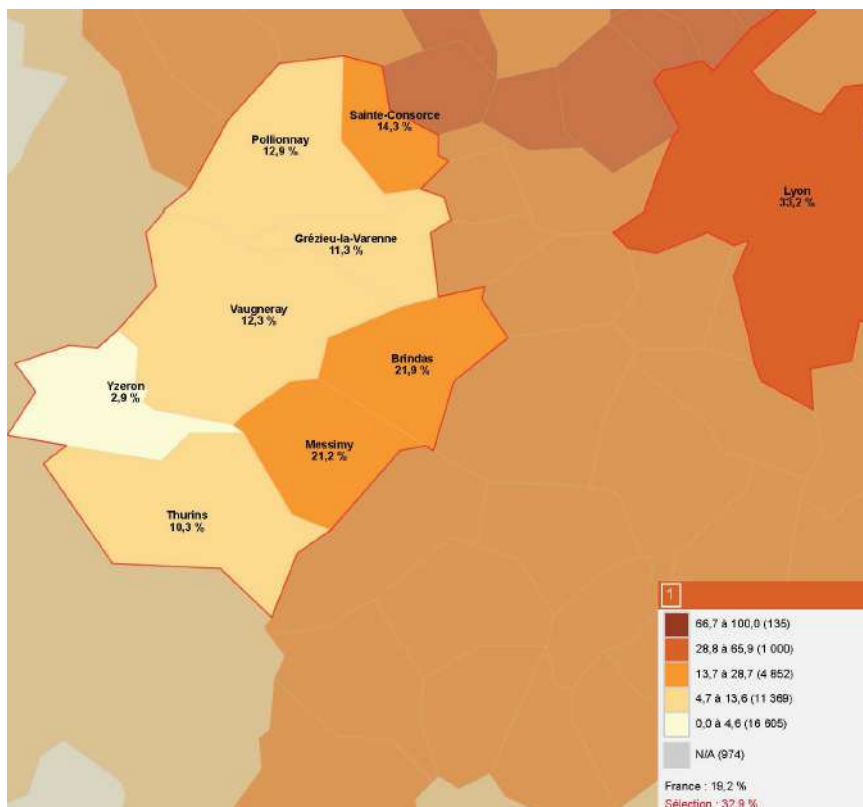 Sainte-Consorce
14,3 %
Pollionnay
12,9 %
Lyon
33,2 %
Grézieu-la-Varenne
11,3 %
Vaugneray
12,3 %
Brindas
21,9 %
Yzeron
2,9 %
Messimy
21,2 %
Thurins
10,3 %
1
66,7 à 100,0 (135)
28,8 à 65,9 (1 000)
13,7 à 28,7 (4 852)
4,7 à 13,6 (11 369)
0,0 à 4,6 (16 605)
N/A (974)
France : 19,2 %
Sélection : 32,9 %